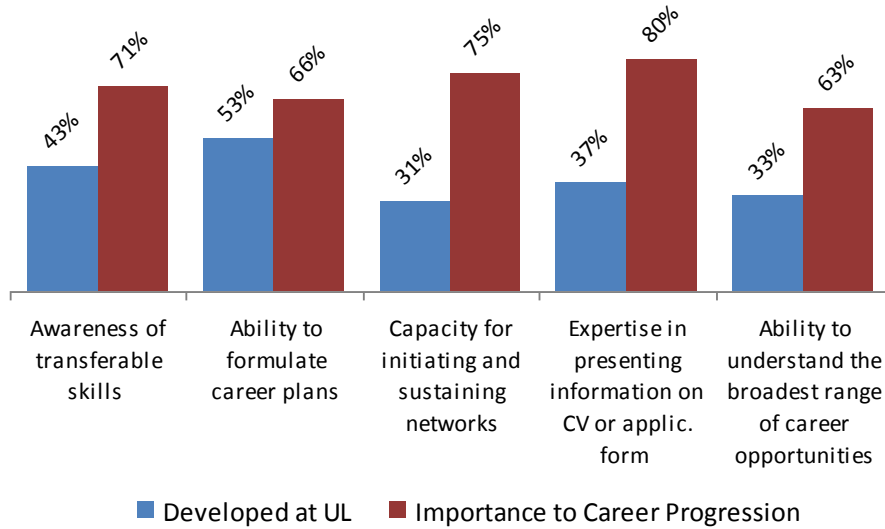 43%
71%
53%
66%
31%
75%
37%
80%
33%
63%
Awareness of
transferable
skills
Ability to
formulate
career plans
Capacity for
initiating and
sustaining
networks
Expertise in
presenting
information on
CV or applic.
form
Ability to
understand the
broadest range
of career
opportunities
Developed at UL
Importance to Career Progression